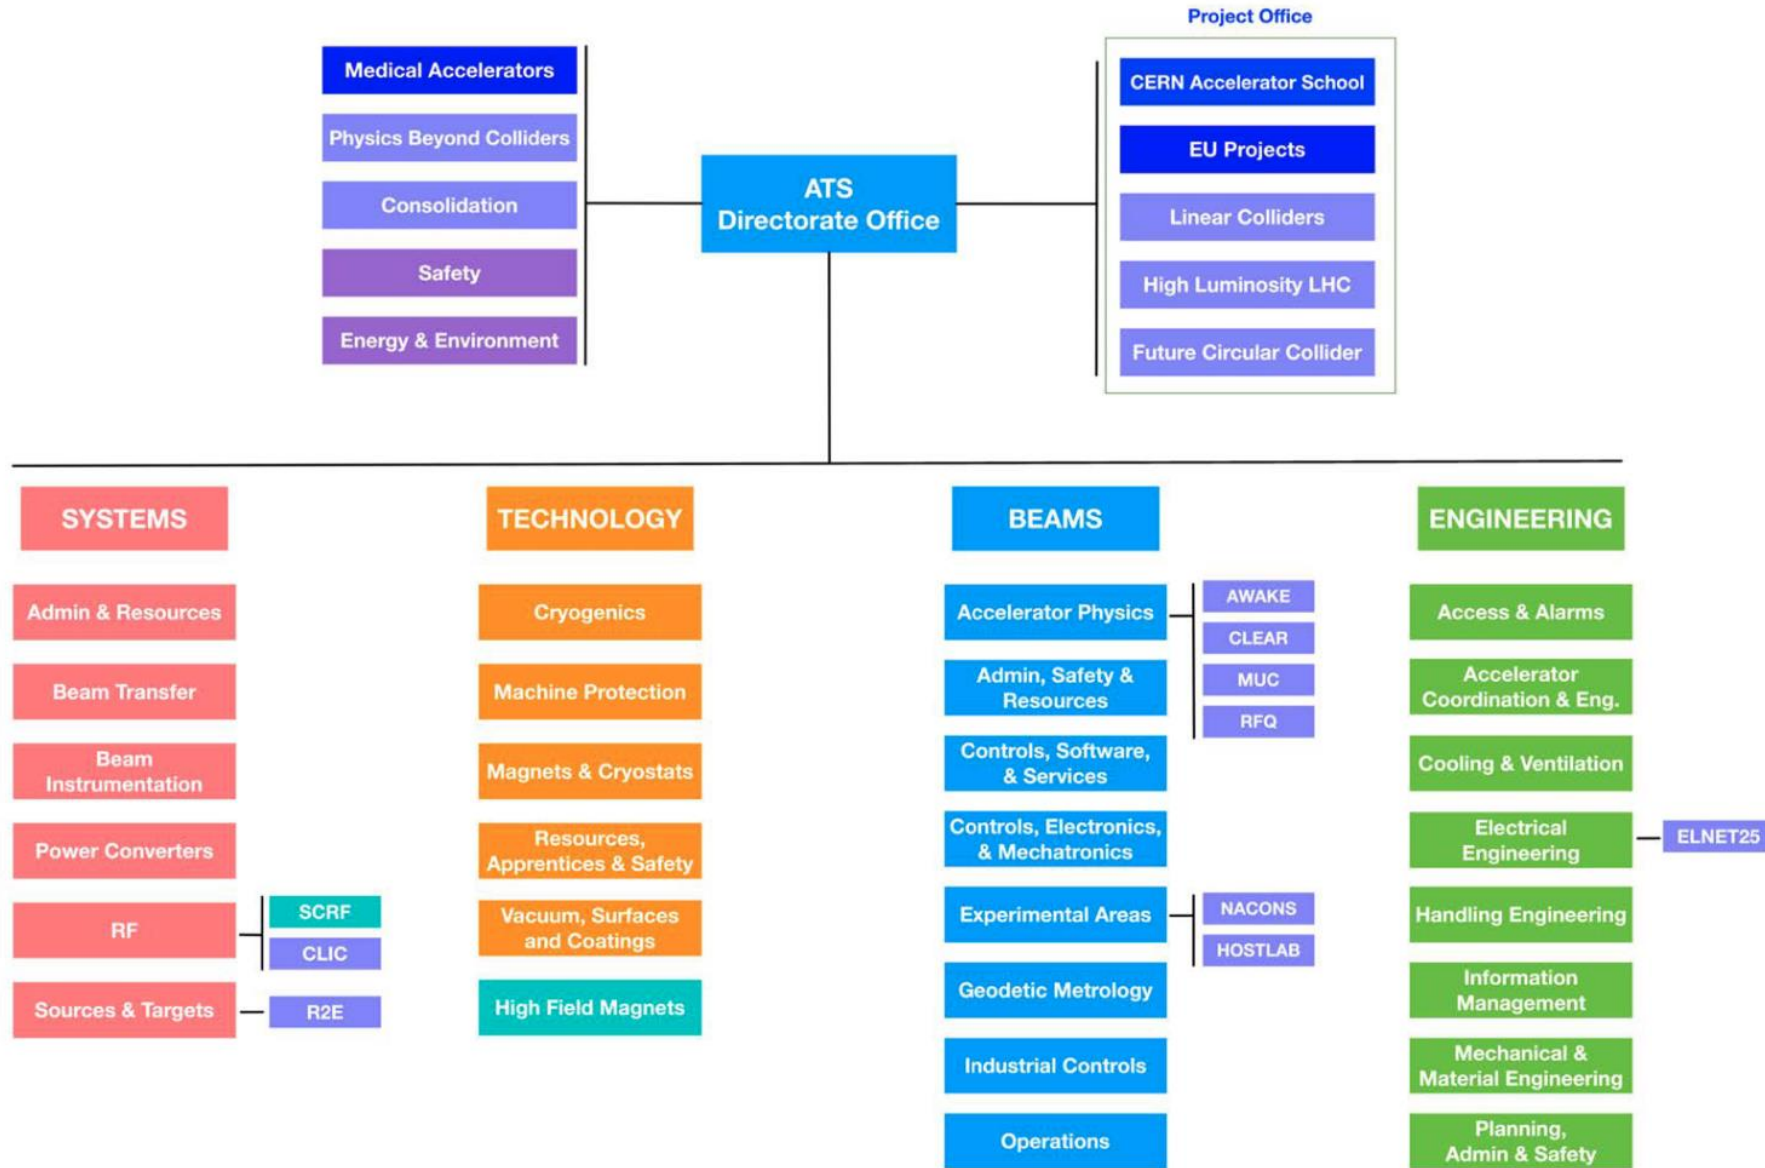 Project Office
Medical Accelerators
Physics Beyond Colliders
Consolidation
Safety
Energy & Environment
ATS
Directorate Office
CERN Accelerator School
EU Projects
Linear Colliders
High Luminosity LHC
Future Circular Collider
SYSTEMS
Admin & Resources
Beam Transfer
Beam
Instrumentation
Power Converters
RF
SCRF
CLIC
Sources & Targets
R2E
TECHNOLOGY
Cryogenics
Machine Protection
Magnets & Cryostats
Resources,
Apprentices & Safety
Vacuum, Surfaces
and Coatings
High Field Magnets
BEAMS
Accelerator Physics
AWAKE
CLEAR
MUC
RFQ
Admin, Safety &
Resources
Controls, Software,
& Services
Controls, Electronics,
& Mechatronics
Experimental Areas
NACONS
HOSTLAB
Geodetic Metrology
Industrial Controls
Operations
ENGINEERING
Access & Alarms
Accelerator
Coordination & Eng.
Cooling & Ventilation
Electrical
Engineering
ELNET25
Handling Engineering
Information
Management
Mechanical &
Material Engineering
Planning,
Admin & Safety